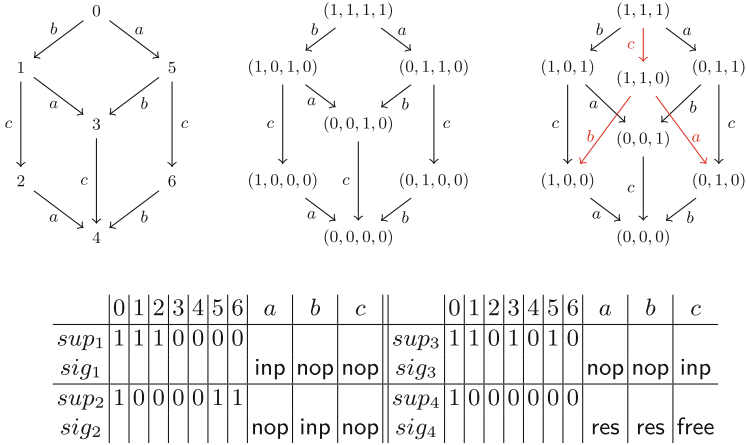 0
b a
1 5
a b
c 3 c
2 c 6
a b
4
(1, 1, 1, 1)
b a
(1, 0, 1, 0) (0, 1, 1, 0)
a b
c (0, 0, 1, 0) c
(1, 0, 0, 0) c (0, 1, 0, 0)
a b
(0, 0, 0, 0)
(1, 1, 1)
b c a
(1, 0, 1) (1, 1, 0) (0, 1, 1)
a b
c b (0, 0, 1) a c
(1, 0, 0) c (0, 1, 0)
a b
(0, 0, 0)
0 1 2 3 4 5 6 a b c 0 1 2 3 4 5 6 a b c
sup1 1 1 1 0 0 0 0 sup3 1 1 0 1 0 1 0
sig1 inp nop nop sig3 nop nop inp
sup2 1 0 0 0 0 1 1 sup4 1 0 0 0 0 0 0
sig2 nop inp nop sig4 res res free